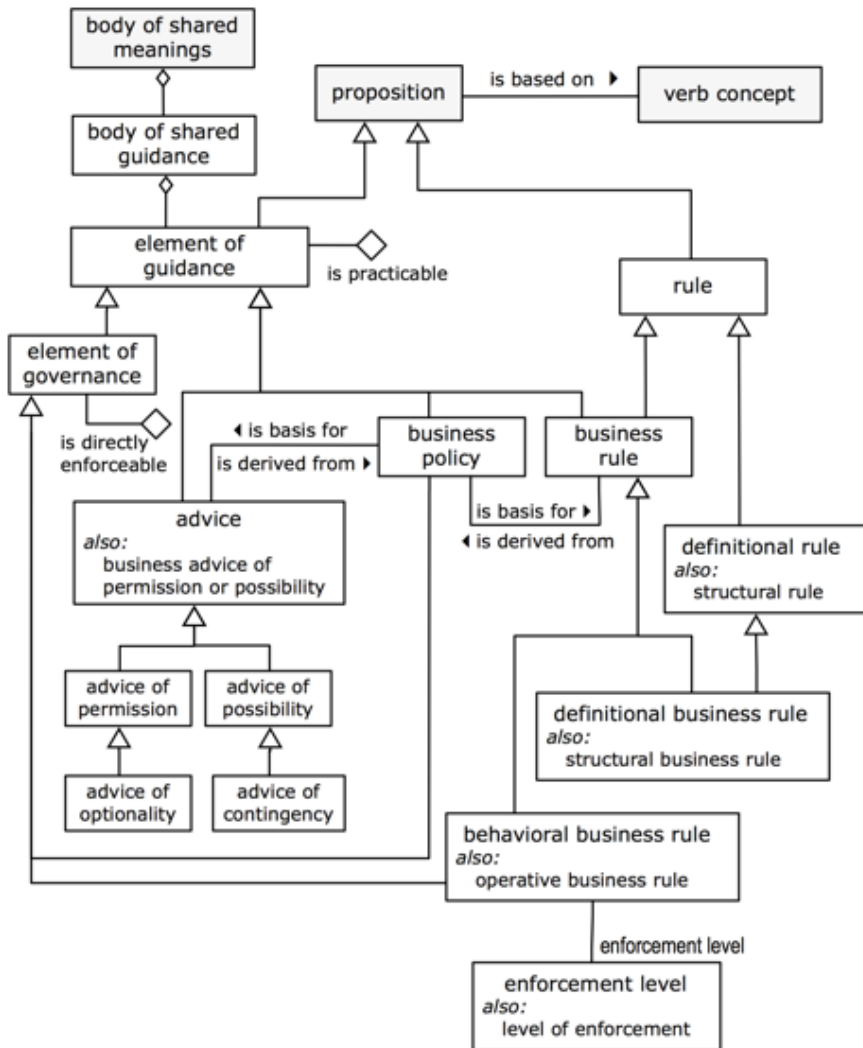 body of shared
meanings
proposition
is based on ▶
verb concept
body of shared
guidance
element of
guidance
is practicable
rule
element of
governance
is directly
enforceable
◀ is basis for
is derived from ▶
business
policy
business
rule
is basis for ▶
◀ is derived from
advice
also:
business advice of
permission or possibility
definitional rule
also:
structural rule
advice of
permission
advice of
possibility
definitional business rule
also:
structural business rule
advice of
optionality
advice of
contingency
behavioral business rule
also:
operative business rule
enforcement level
enforcement level
also:
level of enforcement